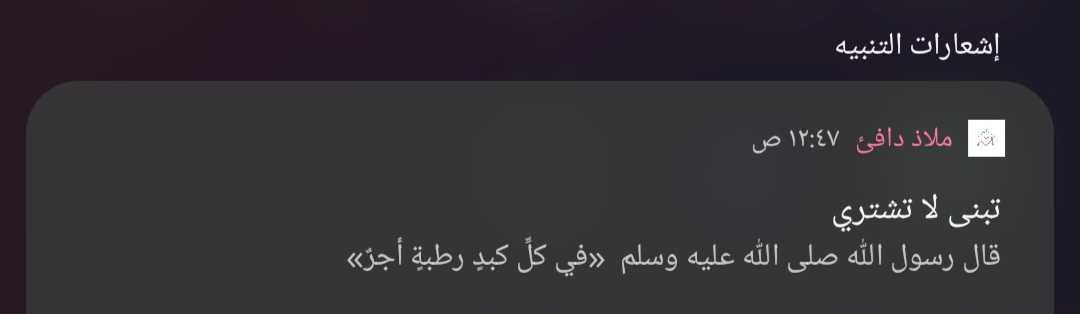 إشعارات التنبيه
ملاذ دافئ ١٢:٤٧ ص
تبنى لا تشتري
قال رسول الله صلى الله عليه وسلم «في كلِّ كبدٍ رطبةٍ أجرٌ»